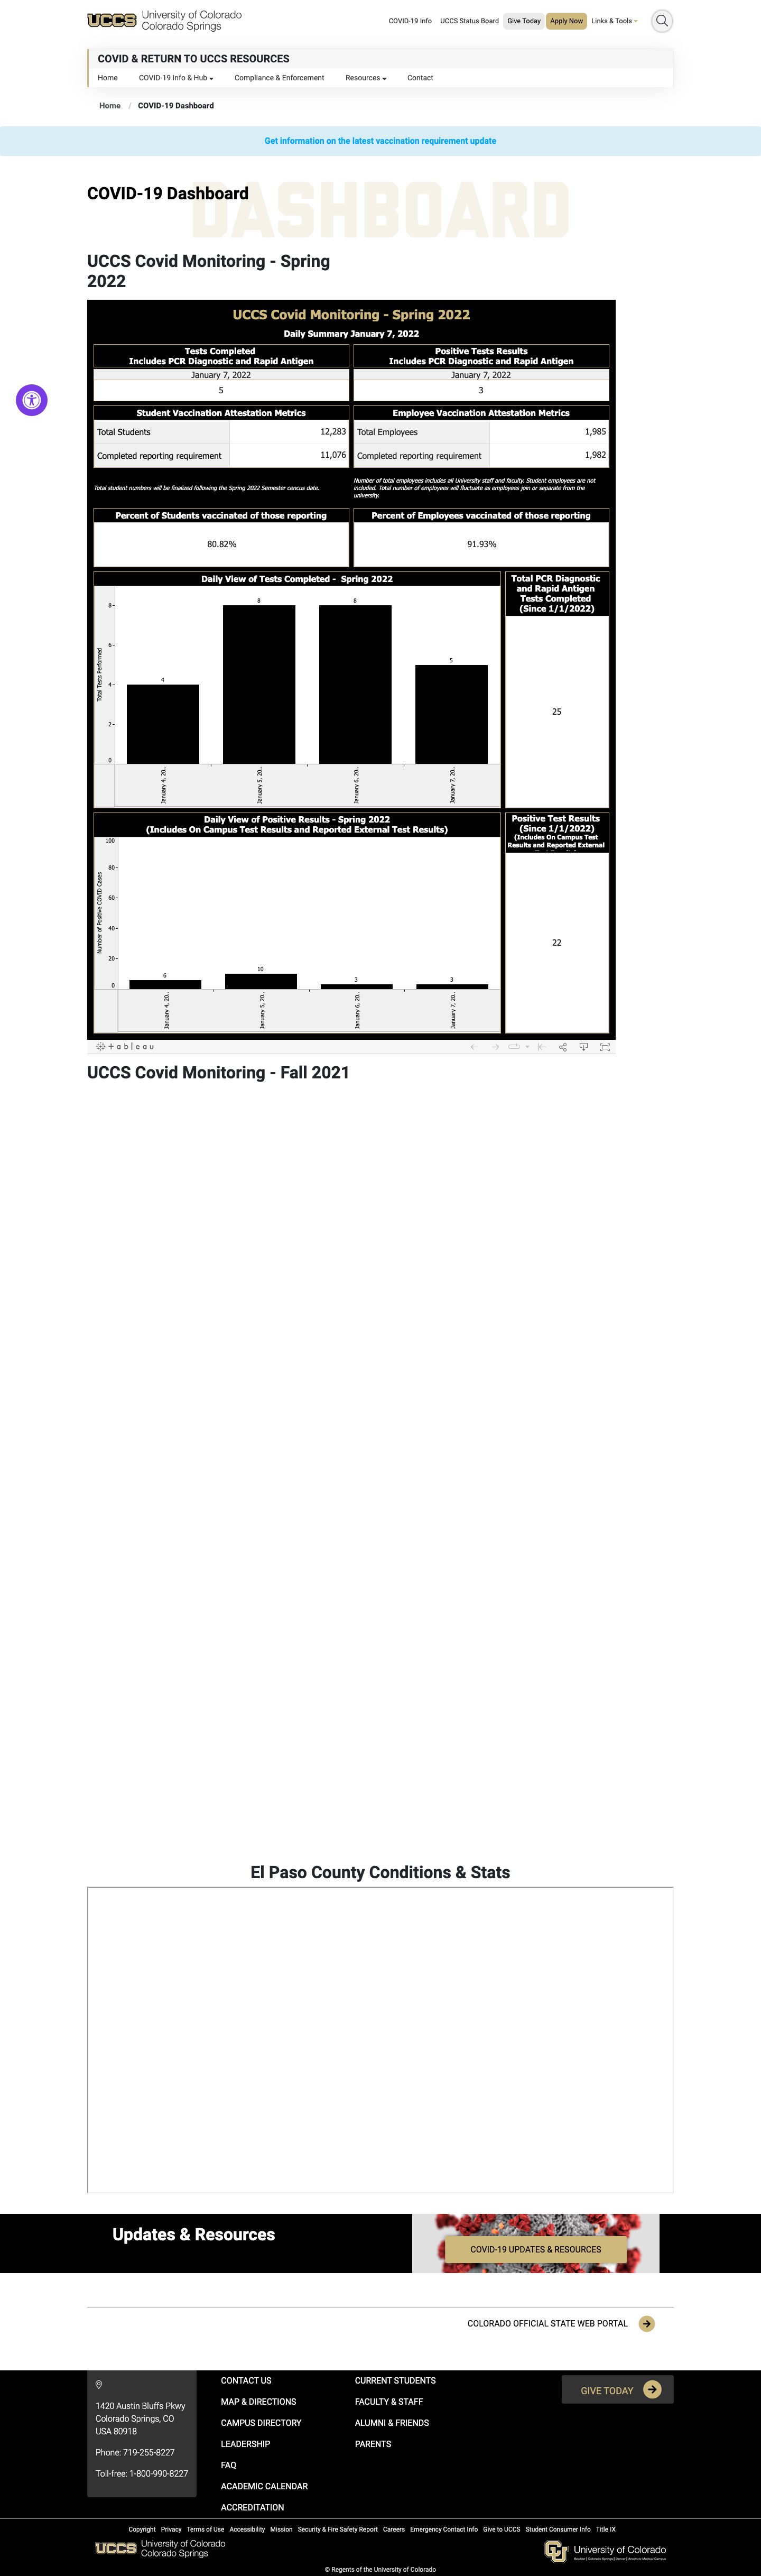 UCCS University of Colorado
Colorado Springs
COVID-19 Info UCCS Status Board Give Today Apply Now Links & Tools
COVID & RETURN TO UCCS RESOURCES
Home COVID-19 Info & Hub Compliance & Enforcement Resources Contact
Home / COVID-19 Dashboard
Get information on the latest vaccination requirement update
DASHBOARD
COVID-19 Dashboard
UCCS Covid Monitoring - Spring
2022
UCCS Covid Monitoring - Spring 2022
Daily Summary January 7, 2022
Tests Completed
Includes PCR Diagnostic and Rapid Antigen
January 7, 2022
5
Positive Tests Results
Includes PCR Diagnostic and Rapid Antigen
January 7, 2022
3
Student Vaccination Attestation Metrics
Total Students 12,283
Completed reporting requirement 11,076
Employee Vaccination Attestation Metrics
Total Employees 1,985
Completed reporting requirement 1,982
Total student numbers will be finalized following the Spring 2022 Semester cencus date.
Number of total employees includes all University staff and faculty. Student employees are not
included. Total number of employees will fluctuate as employees join or separate from the
university.
Percent of Students vaccinated of those reporting
80.82%
Percent of Employees vaccinated of those reporting
91.93%
Daily View of Tests Completed - Spring 2022
Total Tests Performed
8
6
4
2
0
4
8
8
5
January 4, 20..
January 5, 20..
January 6, 20..
January 7, 20..
Total PCR Diagnostic
and Rapid Antigen
Tests Completed
(Since 1/1/2022)
25
Daily View of Positive Results - Spring 2022
(Includes On Campus Test Results and Reported External Test Results)
Number of Positive COVID Cases
100
80
60
40
20
0
6
10
3
3
January 4, 20..
January 5, 20..
January 6, 20..
January 7, 20..
Positive Test Results
(Since 1/1/2022)
(Includes On Campus Test
Results and Reported External
22
+ableau
UCCS Covid Monitoring - Fall 2021
El Paso County Conditions & Stats
Updates & Resources
COVID-19 UPDATES & RESOURCES
COLORADO OFFICIAL STATE WEB PORTAL
1420 Austin Bluffs Pkwy
Colorado Springs, CO
USA 80918
Phone: 719-255-8227
Toll-free: 1-800-990-8227
CONTACT US
MAP & DIRECTIONS
CAMPUS DIRECTORY
LEADERSHIP
FAQ
ACADEMIC CALENDAR
ACCREDITATION
CURRENT STUDENTS
FACULTY & STAFF
ALUMNI & FRIENDS
PARENTS
GIVE TODAY
Copyright Privacy Terms of Use Accessibility Mission Security & Fire Safety Report Careers Emergency Contact Info Give to UCCS Student Consumer Info Title IX
UCCS University of Colorado
Colorado Springs
CU University of Colorado
Boulder | Colorado Springs | Denver | Anschutz Medical Campus
© Regents of the University of Colorado